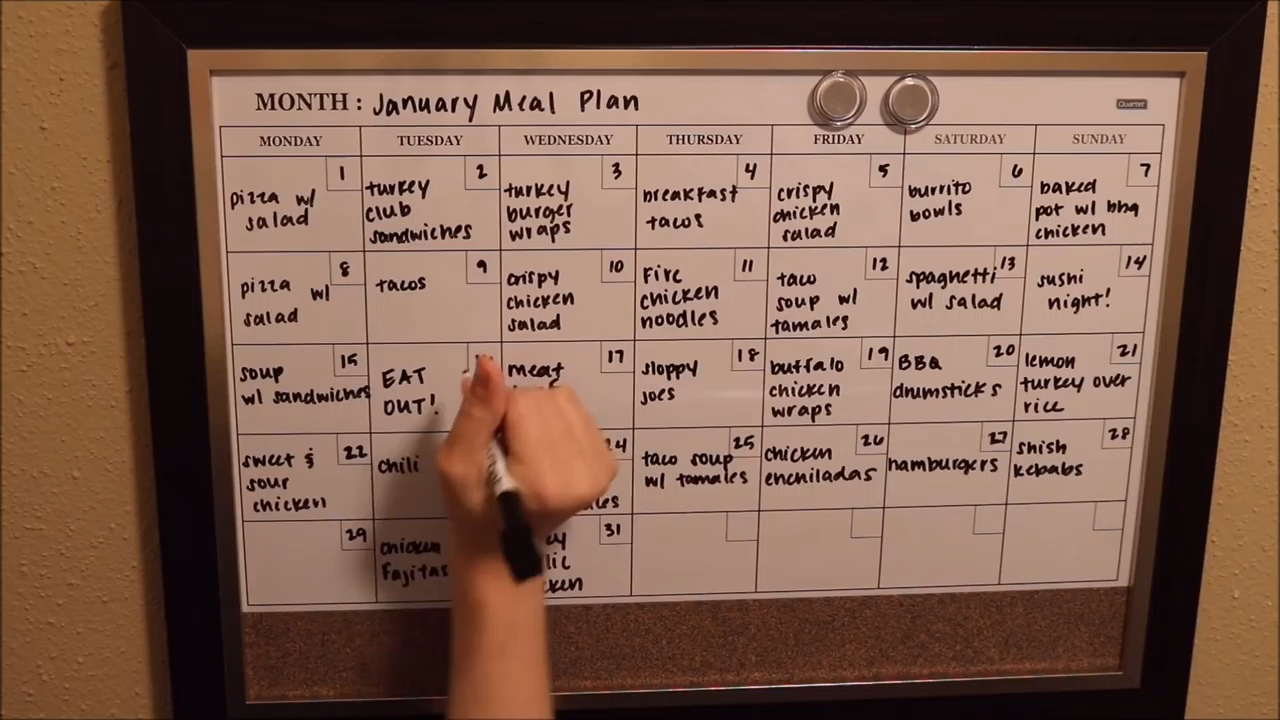 MONTH: January Meal Plan
Quartet
MONDAY TUESDAY WEDNESDAY THURSDAY FRIDAY SATURDAY SUNDAY
1
pizza w/
salad
2
turkey
club
sandwiches
3
turkey
burger
wraps
4
breakfast
tacos
5
crispy
chicken
salad
6
burrito
bowls
7
baked
pot w/ bbq
chicken
8
pizza w/
salad
9
tacos
10
crispy
chicken
salad
11
Fire
chicken
noodles
12
taco
soup w/
tamales
13
spaghetti
w/ salad
14
sushi
night!
15
soup
w/ sandwiches
EAT
OUT!
17
meat
18
sloppy
joes
19
buffalo
chicken
wraps
20
BBQ
drumsticks
21
lemon
turkey over
rice
22
sweet &
sour
chicken
chili
24
25
taco soup
w/ tamales
26
chicken
enchiladas
27
hamburgers
28
shish
kebabs
29
chicken
Fajitas
31